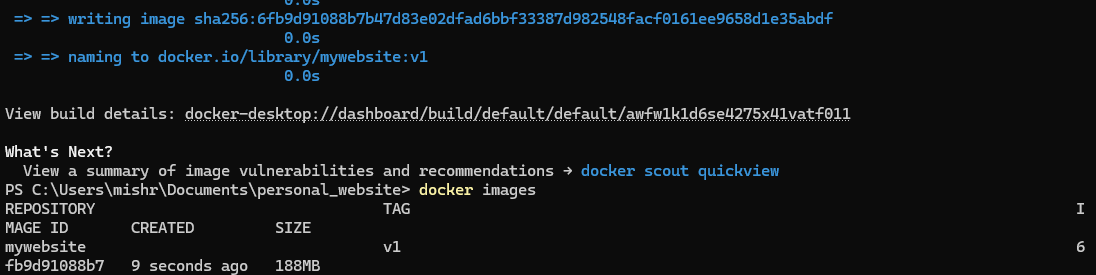 0.0s
=> => writing image sha256:6fb9d91088b7b47d83e02dfad6bbf33387d982548facf0161ee9658d1e35abdf
0.0s
=> => naming to docker.io/library/mywebsite:v1
0.0s
View build details: docker-desktop://dashboard/build/default/default/awfw1k1d6se4275x41vatf011
What's Next?
View a summary of image vulnerabilities and recommendations → docker scout quickview
PS C:\Users\mishr\Documents\personal_website> docker images
REPOSITORY TAG I
MAGE ID CREATED SIZE
mywebsite v1 6
fb9d91088b7 9 seconds ago 188MB